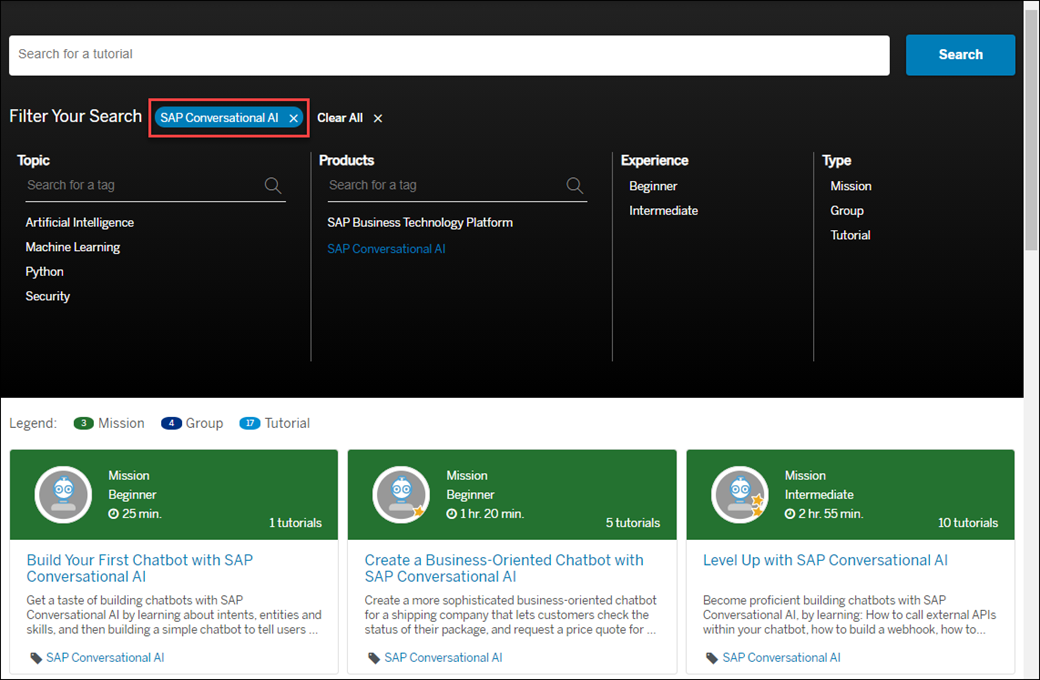 Search for a tutorial
Search
Filter Your Search
SAP Conversational AI ×
Clear All ×
Topic
Search for a tag
Artificial Intelligence
Machine Learning
Python
Security
Products
Search for a tag
SAP Business Technology Platform
SAP Conversational AI
Experience
Beginner
Intermediate
Type
Mission
Group
Tutorial
Legend: 3 Mission 4 Group 17 Tutorial
Mission
Beginner
25 min.
1 tutorials
Build Your First Chatbot with SAP
Conversational AI
Get a taste of building chatbots with SAP
Conversational AI by learning about intents, entities and
skills, and then building a simple chatbot to tell users ...
SAP Conversational AI
Mission
Beginner
1 hr. 20 min.
5 tutorials
Create a Business-Oriented Chatbot with
SAP Conversational AI
Create a more sophisticated business-oriented chatbot
for a shipping company that lets customers check the
status of their package, and request a price quote for ...
SAP Conversational AI
Mission
Intermediate
2 hr. 55 min.
10 tutorials
Level Up with SAP Conversational AI
Become proficient building chatbots with SAP
Conversational AI, by learning: How to call external APIs
within your chatbot, how to build a webhook, how to...
SAP Conversational AI